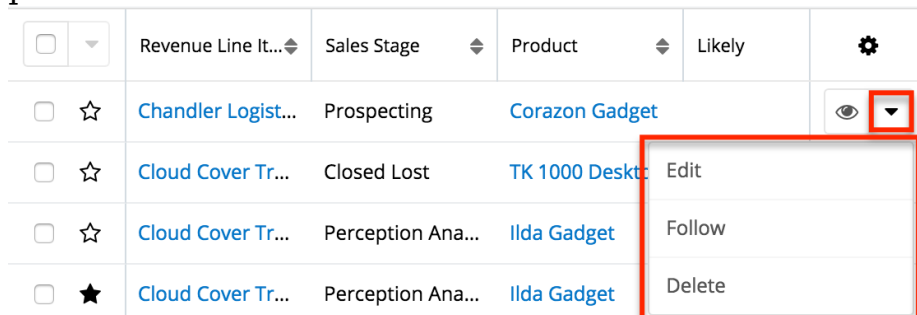 Revenue Line It... Sales Stage Product Likely
Chandler Logist... Prospecting Corazon Gadget
Cloud Cover Tr... Closed Lost TK 1000 Deskto Edit
Cloud Cover Tr... Perception Ana... Ilda Gadget Follow
Cloud Cover Tr... Perception Ana... Ilda Gadget Delete